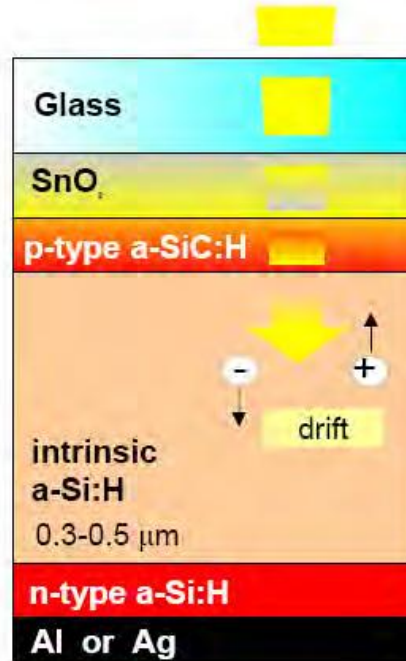 Glass
SnO₂
p-type a-SiC:H
- +
drift
intrinsic
a-Si:H
0.3-0.5 μm
n-type a-Si:H
Al or Ag